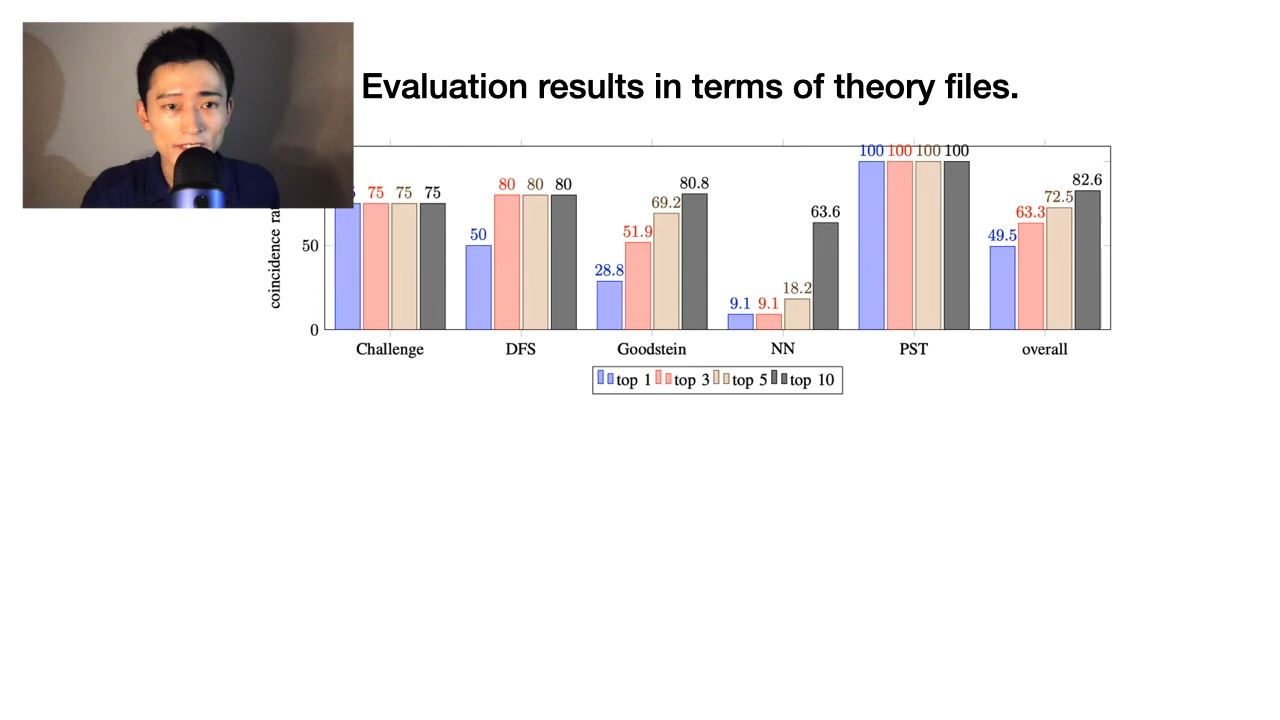 Evaluation results in terms of theory files.
100 100 100 100
75 75 75
80 80 80
80.8
82.6
50
28.8
51.9
69.2
9.1 9.1 18.2 63.6
49.5 63.3 72.5
coincidence
50
0
Challenge DFS Goodstein NN PST overall
top 1 top 3 top 5 top 10